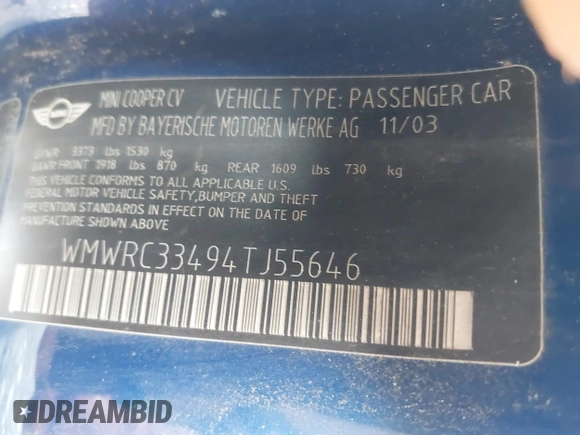 MINI COOPER CV VEHICLE TYPE: PASSENGER CAR
MFD BY BAYERISCHE MOTOREN WERKE AG 11/03
GVWR 3373 lbs 1530 kg
GAWR FRONT 1918 lbs 870 kg REAR 1609 lbs 730 kg
THIS VEHICLE CONFORMS TO ALL APPLICABLE U.S.
FEDERAL MOTOR VEHICLE SAFETY,BUMPER AND THEFT
PREVENTION STANDARDS IN EFFECT ON THE DATE OF
MANUFACTURE SHOWN ABOVE
WMWRC33494TJ55646
DREAMBID